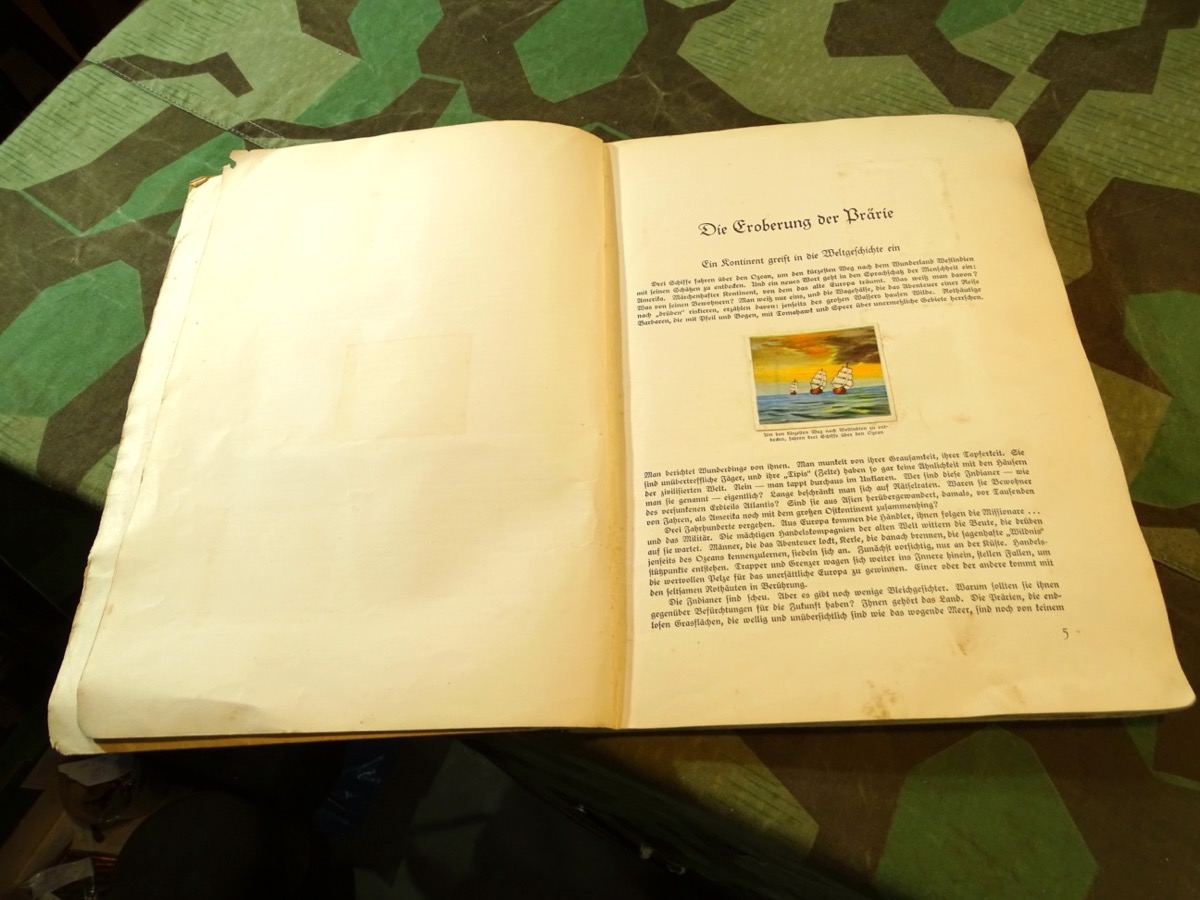 Die Eroberung der Prärie
Ein Kontinent greift in die Weltgeschichte ein
Drei Schiffe fahren über den Ozean, um den kürzesten Weg nach dem Wunderland Westindien
mit seinen Schätzen zu entdecken. Und ein neues Wort geht in den Sprachschatz der Menschheit ein:
Amerika. Märchenhafter Kontinent, von dem das alte Europa träumt. Was weiß man davon?
Was von seinen Bewohnern? Man weiß nur eins, und die Wagehälse, die das Abenteuer einer Reise
nach „drüben“ riskieren, erzählen davon: jenseits des großen Wassers hausen Wilde. Rothäutige
Barbaren, die mit Pfeil und Bogen, mit Tomahawk und Speer über unermeßliche Gebiete herrschen.
Um den kürzesten Weg nach Westindien zu ent-
decken, fahren drei Schiffe über den Ozean
Man berichtet Wunderdinge von ihnen. Man munkelt von ihrer Grausamkeit, ihrer Tapferkeit. Sie
sind unübertreffliche Jäger, und ihre „Tipis“ (Zelte) haben so gar keine Ähnlichkeit mit den Häusern
der zivilisierten Welt. Nein — man tappt durchaus im Unklaren. Wer sind diese Indianer — wie
man sie genannt — eigentlich? Lange beschränkt man sich auf Rätselraten. Waren sie Bewohner
des versunkenen Erdteils Atlantis? Sind sie aus Asien herübergewandert, damals, vor Tausenden
von Jahren, als Amerika noch mit dem großen Ostkontinent zusammenhing?
Drei Jahrhunderte vergehen. Aus Europa kommen die Händler, ihnen folgen die Missionare ...
und das Militär. Die mächtigen Handelskompagnien der alten Welt wittern die Beute, die drüben
auf sie wartet. Männer, die das Abenteuer lockt, Kerle, die danach brennen, die sagenhafte „Wildnis“
jenseits des Ozeans kennenzulernen, siedeln sich an. Zunächst vorsichtig, nur an der Küste. Handels-
stützpunkte entstehen. Trapper und Grenzer wagen sich weiter ins Innere hinein, stellen Fallen, um
die wertvollen Pelze für das unersättliche Europa zu gewinnen. Einer oder der andere kommt mit
den seltsamen Rothäuten in Berührung.
Die Indianer sind scheu. Aber es gibt noch wenige Bleichgesichter. Warum sollten sie ihnen
gegenüber Befürchtungen für die Zukunft haben? Ihnen gehört das Land. Die Prärien, die end-
losen Grasflächen, die wellig und unübersichtlich sind wie das wogende Meer, sind noch von keinem
5